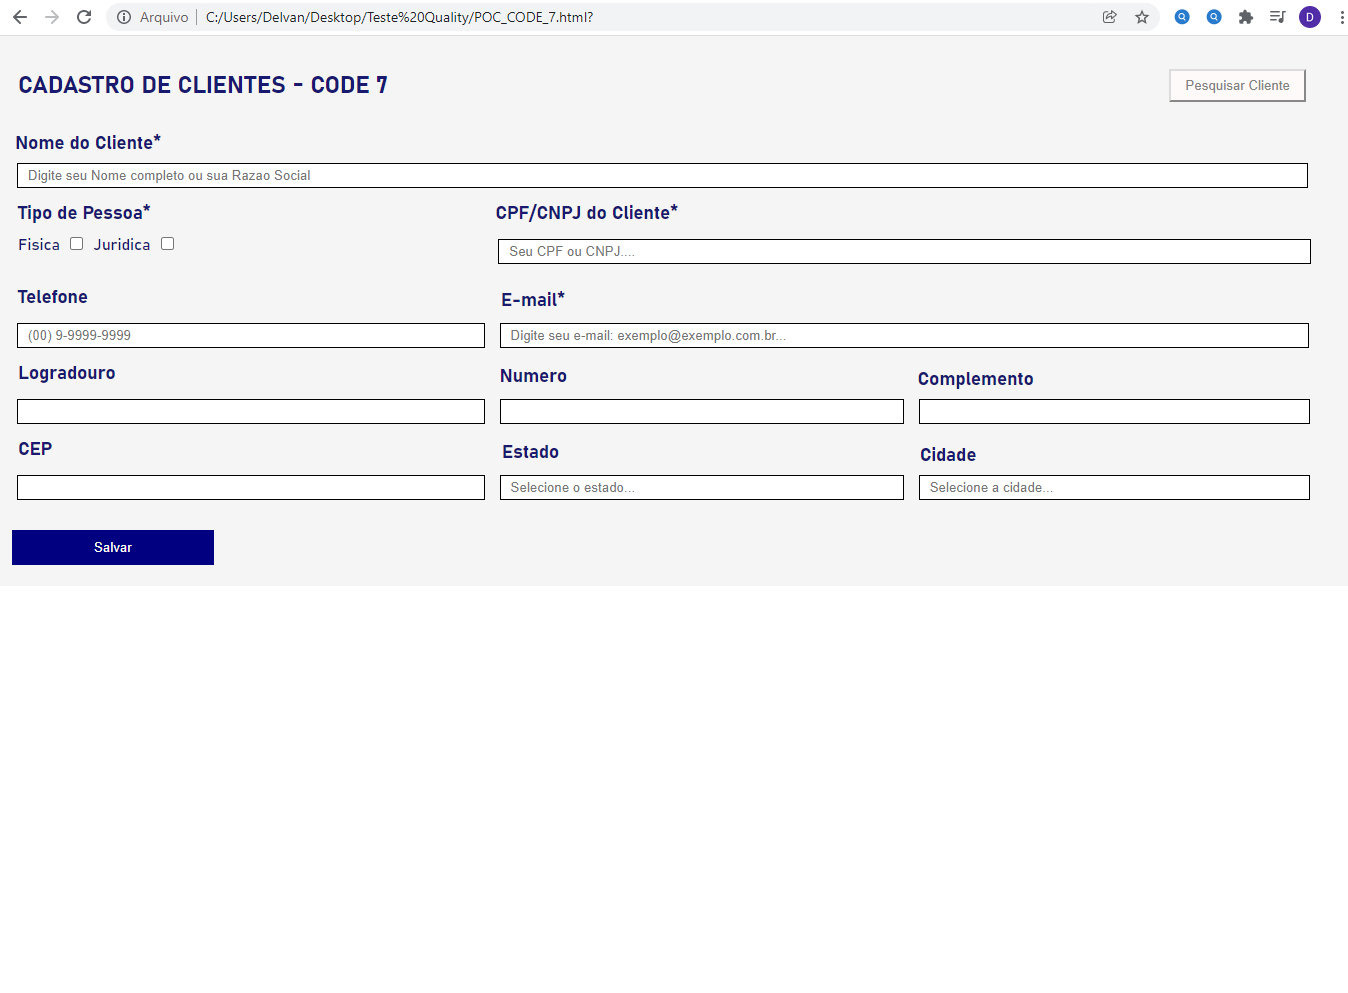 Arquivo C:/Users/Delvan/Desktop/Teste%20Quality/POC_CODE_7.html? D
CADASTRO DE CLIENTES - CODE 7 Pesquisar Cliente
Nome do Cliente*
Digite seu Nome completo ou sua Razao Social
Tipo de Pessoa* CPF/CNPJ do Cliente*
Fisica Juridica
Seu CPF ou CNPJ....
Telefone E-mail*
(00) 9-9999-9999 Digite seu e-mail: exemplo@exemplo.com.br...
Logradouro Numero Complemento
CEP Estado Cidade
Selecione o estado... Selecione a cidade...
Salvar